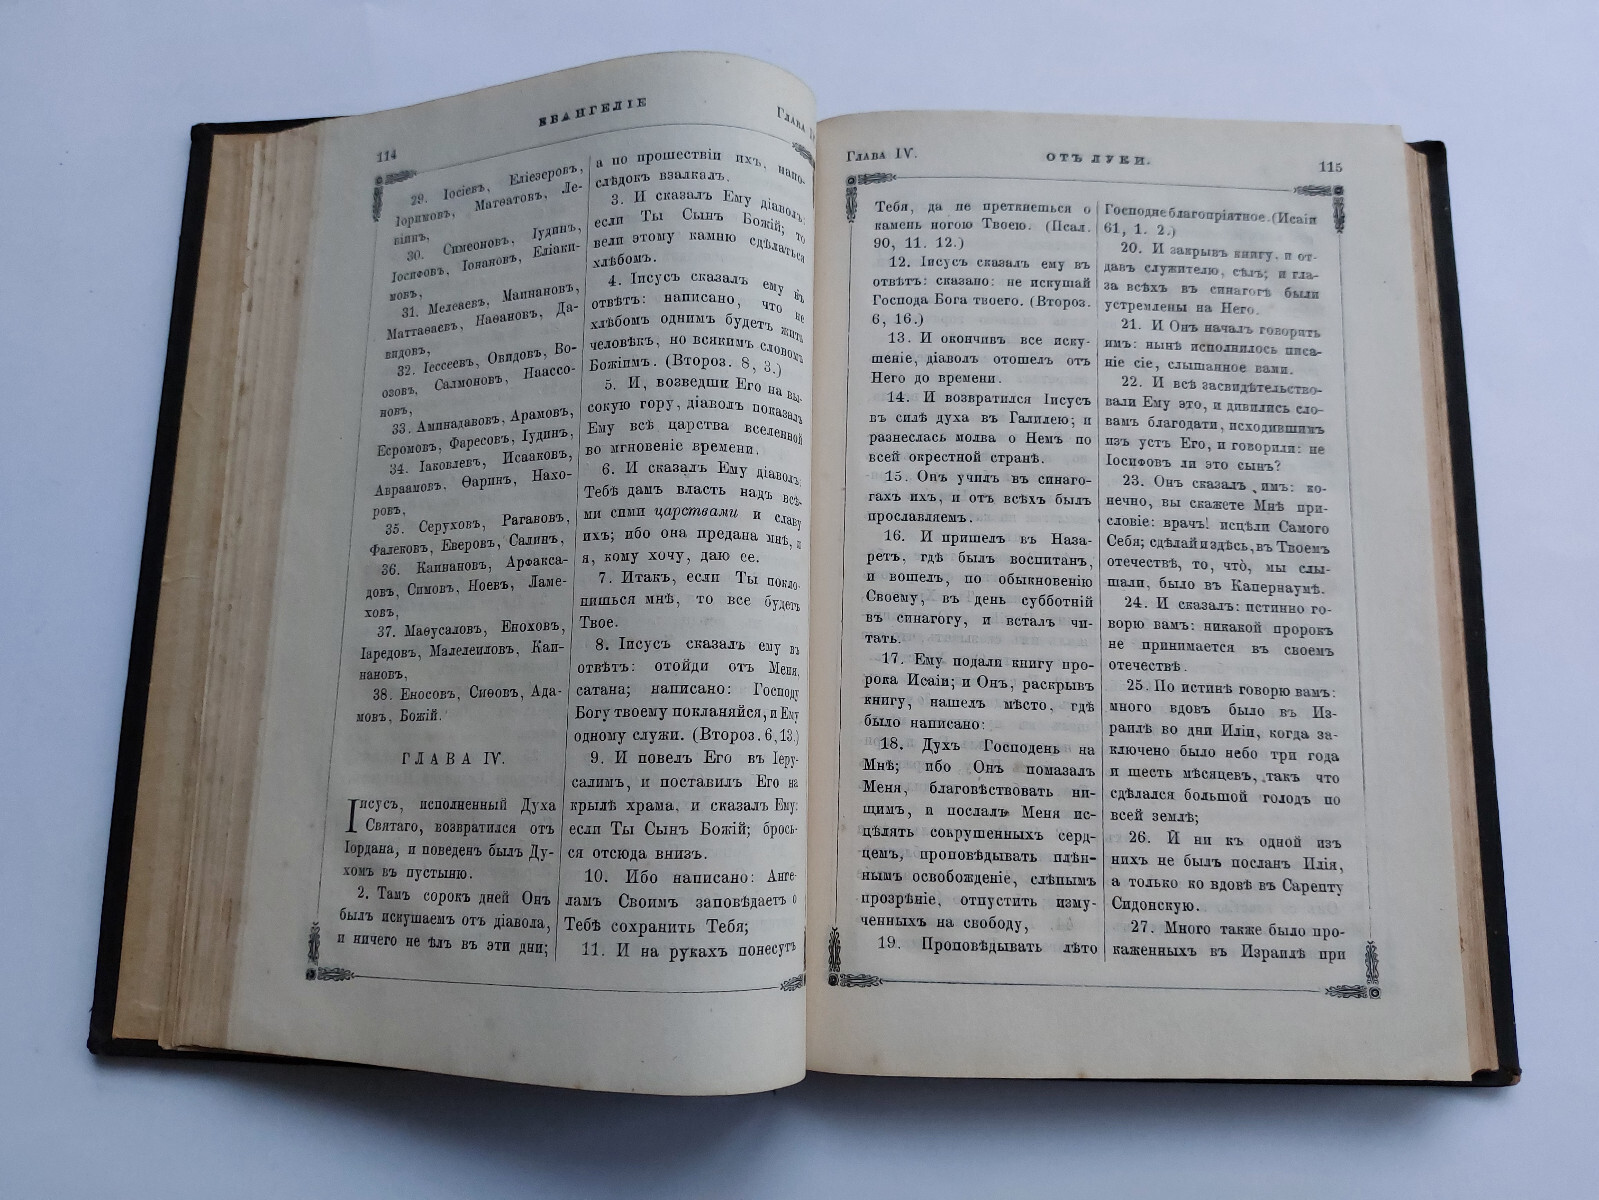 114
ЕВАНГЕЛІЕ
29. Іосіевъ, Еліезеровъ,
Іоримовъ, Матѳатовъ, Ле-
віинъ,
30. Симеоновъ, Іудинъ,
Іосифовъ, Іонановъ, Еліаки-
мовъ,
31. Мелеаевъ, Маинановъ,
Маттаѳаевъ, Наѳановъ, Да-
видовъ,
32. Іессеевъ, Овидовъ, Во-
озовъ, Салмоновъ, Наассо-
новъ,
33. Аминадавовъ, Арамовъ,
Есромовъ, Фаресовъ, Іудинъ,
34. Іаковлевъ, Исааковъ,
Авраамовъ, Ѳаринъ, Нахо-
ровъ,
35. Серуховъ, Рагавовъ,
Фалековъ, Еверовъ, Салинъ,
36. Каинановъ, Арфакса-
довъ, Симовъ, Ноевъ, Ламе-
ховъ,
37. Маѳусаловъ, Еноховъ,
Іаредовъ, Малелеиловъ, Каи-
нановъ,
38. Еносовъ, Сиѳовъ, Ада-
мовъ, Божій.
ГЛАВА IV.
Іисусъ, исполненный Духа
Святаго, возвратился отъ
Іордана, и поведенъ былъ Ду-
хомъ въ пустыню.
2. Тамъ сорокъ дней Онъ
былъ искушаемъ отъ діавола,
и ничего не ѣлъ въ эти дни;
Глава
а по прошествіи ихъ, напо-
слѣдокъ взалкалъ.
3. И сказалъ Ему діаволъ:
если Ты Сынъ Божій; то
вели этому камню сдѣлаться
хлѣбомъ.
4. Іисусъ сказалъ ему въ
отвѣтъ: написано, что не
хлѣбомъ однимъ будетъ жить
человѣкъ, но всякимъ словомъ
Божіимъ. (Второз. 8, 3.)
5. И, возведши Его на вы-
сокую гору, діаволъ показалъ
Ему всѣ царства вселенной
во мгновеніе времени.
6. И сказалъ Ему діаволъ:
Тебѣ дамъ власть надъ всѣ-
ми сими царствами и славу
ихъ; ибо она предана мнѣ, и
я, кому хочу, даю ее.
7. Итакъ, если Ты покло-
нишься мнѣ, то все будетъ
Твое.
8. Іисусъ сказалъ ему въ
отвѣтъ: отойди отъ Меня,
сатана; написано: Господу
Богу твоему покланяйся, и Ему
одному служи. (Второз. 6, 13.)
9. И повелъ Его въ Іеру-
салимъ, и поставилъ Его на
крылѣ храма, и сказалъ Ему:
если Ты Сынъ Божій; брось-
ся отсюда внизъ.
10. Ибо написано: Анге-
ламъ Своимъ заповѣдаетъ о
Тебѣ сохранить Тебя;
11. И на рукахъ понесутъ
Глава IV.
ОТЪ ЛУКИ.
115
Тебя, да не преткнешься о
камень ногою Твоею. (Псал.
90, 11. 12.)
12. Іисусъ сказалъ ему въ
отвѣтъ: сказано: не искушай
Господа Бога твоего. (Второз.
6, 16.)
13. И окончивъ все иску-
шеніе, діаволъ отошелъ отъ
Него до времени.
14. И возвратился Іисусъ
въ силѣ духа въ Галилею; и
разнеслась молва о Немъ по
всей окрестной странѣ.
15. Онъ училъ въ синаго-
гахъ ихъ, и отъ всѣхъ былъ
прославляемъ.
16. И пришелъ въ Наза-
ретъ, гдѣ былъ воспитанъ,
и вошелъ, по обыкновенію
Своему, въ день субботній
въ синагогу, и всталъ чи-
тать.
17. Ему подали книгу про-
рока Исаіи; и Онъ, раскрывъ
книгу, нашелъ мѣсто, гдѣ
было написано:
18. Духъ Господень на
Мнѣ; ибо Онъ помазалъ
Меня, благовѣствовать ни-
щимъ, и послалъ Меня ис-
цѣлять сокрушенныхъ серд-
цемъ, проповѣдывать плѣн-
нымъ освобожденіе, слѣпымъ
прозрѣніе, отпустить изму-
ченныхъ на свободу,
19. Проповѣдывать лѣто
Господне благопріятное. (Исаіи
61, 1. 2.)
20. И закрывъ книгу, и от-
давъ служителю, сѣлъ; и гла-
за всѣхъ въ синагогѣ были
устремлены на Него.
21. И Онъ началъ говорить
имъ: нынѣ исполнилось писа-
ніе сіе, слышанное вами.
22. И всѣ засвидѣтельство-
вали Ему это, и дивились сло-
вамъ благодати, исходившимъ
изъ устъ Его, и говорили: не
Іосифовъ ли это сынъ?
23. Онъ сказалъ имъ: ко-
нечно, вы скажете Мнѣ при-
словіе: врачъ! исцѣли Самого
Себя; сдѣлай и здѣсь, въ Твоемъ
отечествѣ, то, что̀, мы слы-
шали, было въ Капернаумѣ.
24. И сказалъ: истинно го-
ворю вамъ: никакой пророкъ
не принимается въ своемъ
отечествѣ.
25. По истинѣ говорю вамъ:
много вдовъ было въ Из-
раилѣ во дни Иліи, когда за-
ключено было небо три года
и шесть мѣсяцевъ, такъ что
сдѣлался большой голодъ по
всей землѣ;
26. И ни къ одной изъ
нихъ не былъ посланъ Илія,
а только ко вдовѣ въ Сарепту
Сидонскую.
27. Много также было про-
каженныхъ въ Израилѣ при